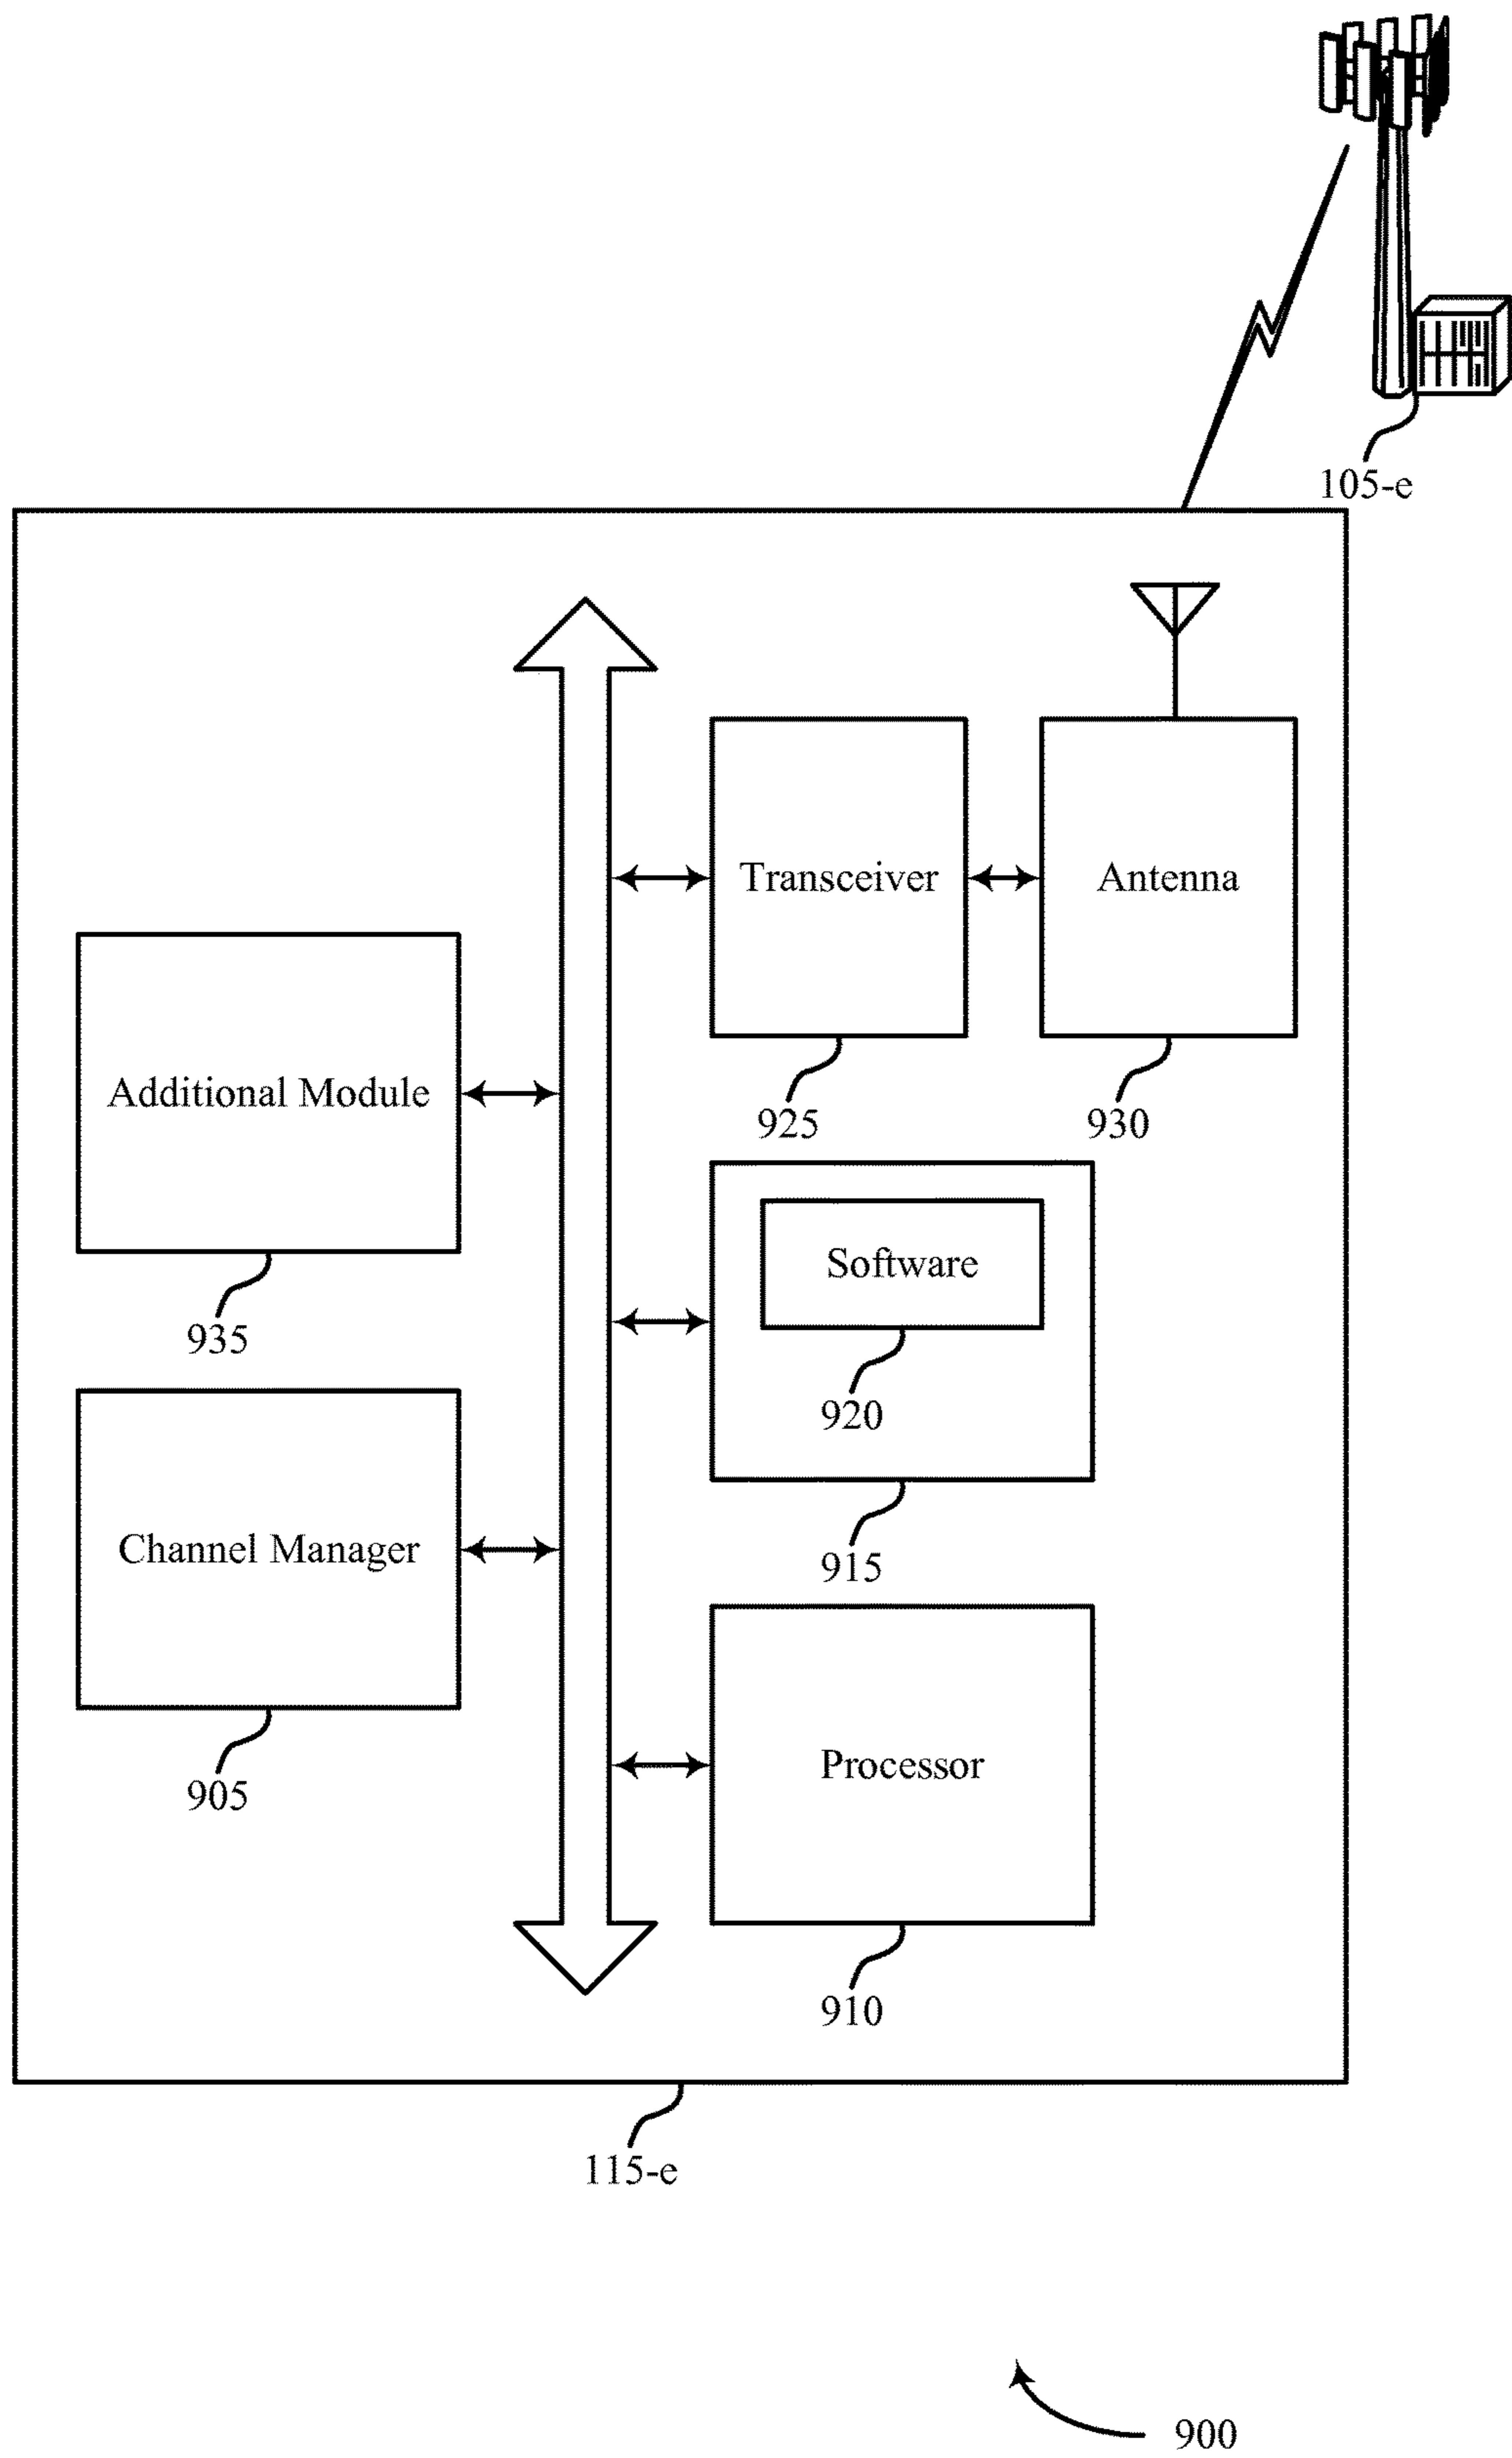 105-e
Transceiver
Antenna
925
930
Additional Module
935
Software
920
915
Channel Manager
905
Processor
910
115-e
900